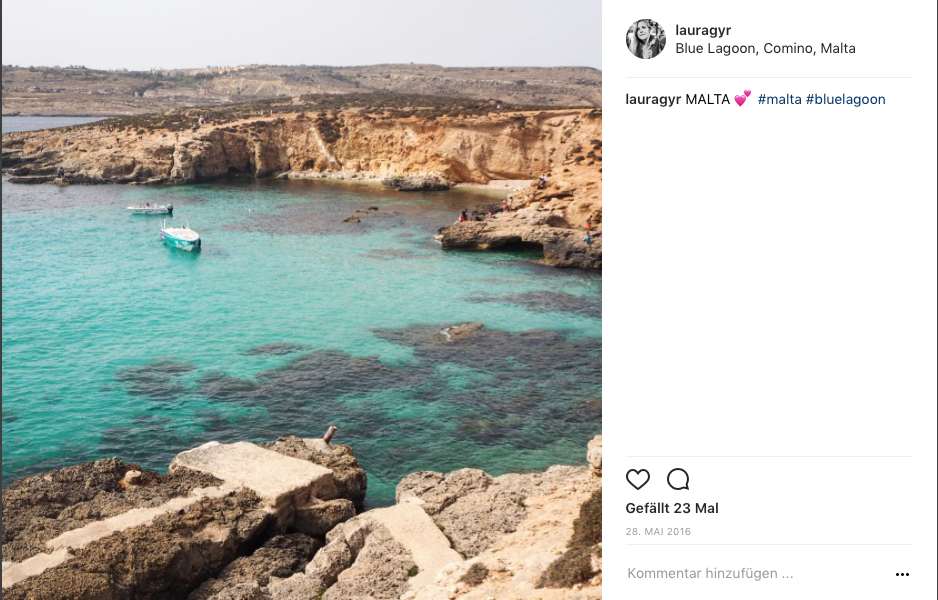 lauragyr
Blue Lagoon, Comino, Malta
lauragyr MALTA 💕 #malta #bluelagoon
Gefällt 23 Mal
28. MAI 2016
Kommentar hinzufügen ...